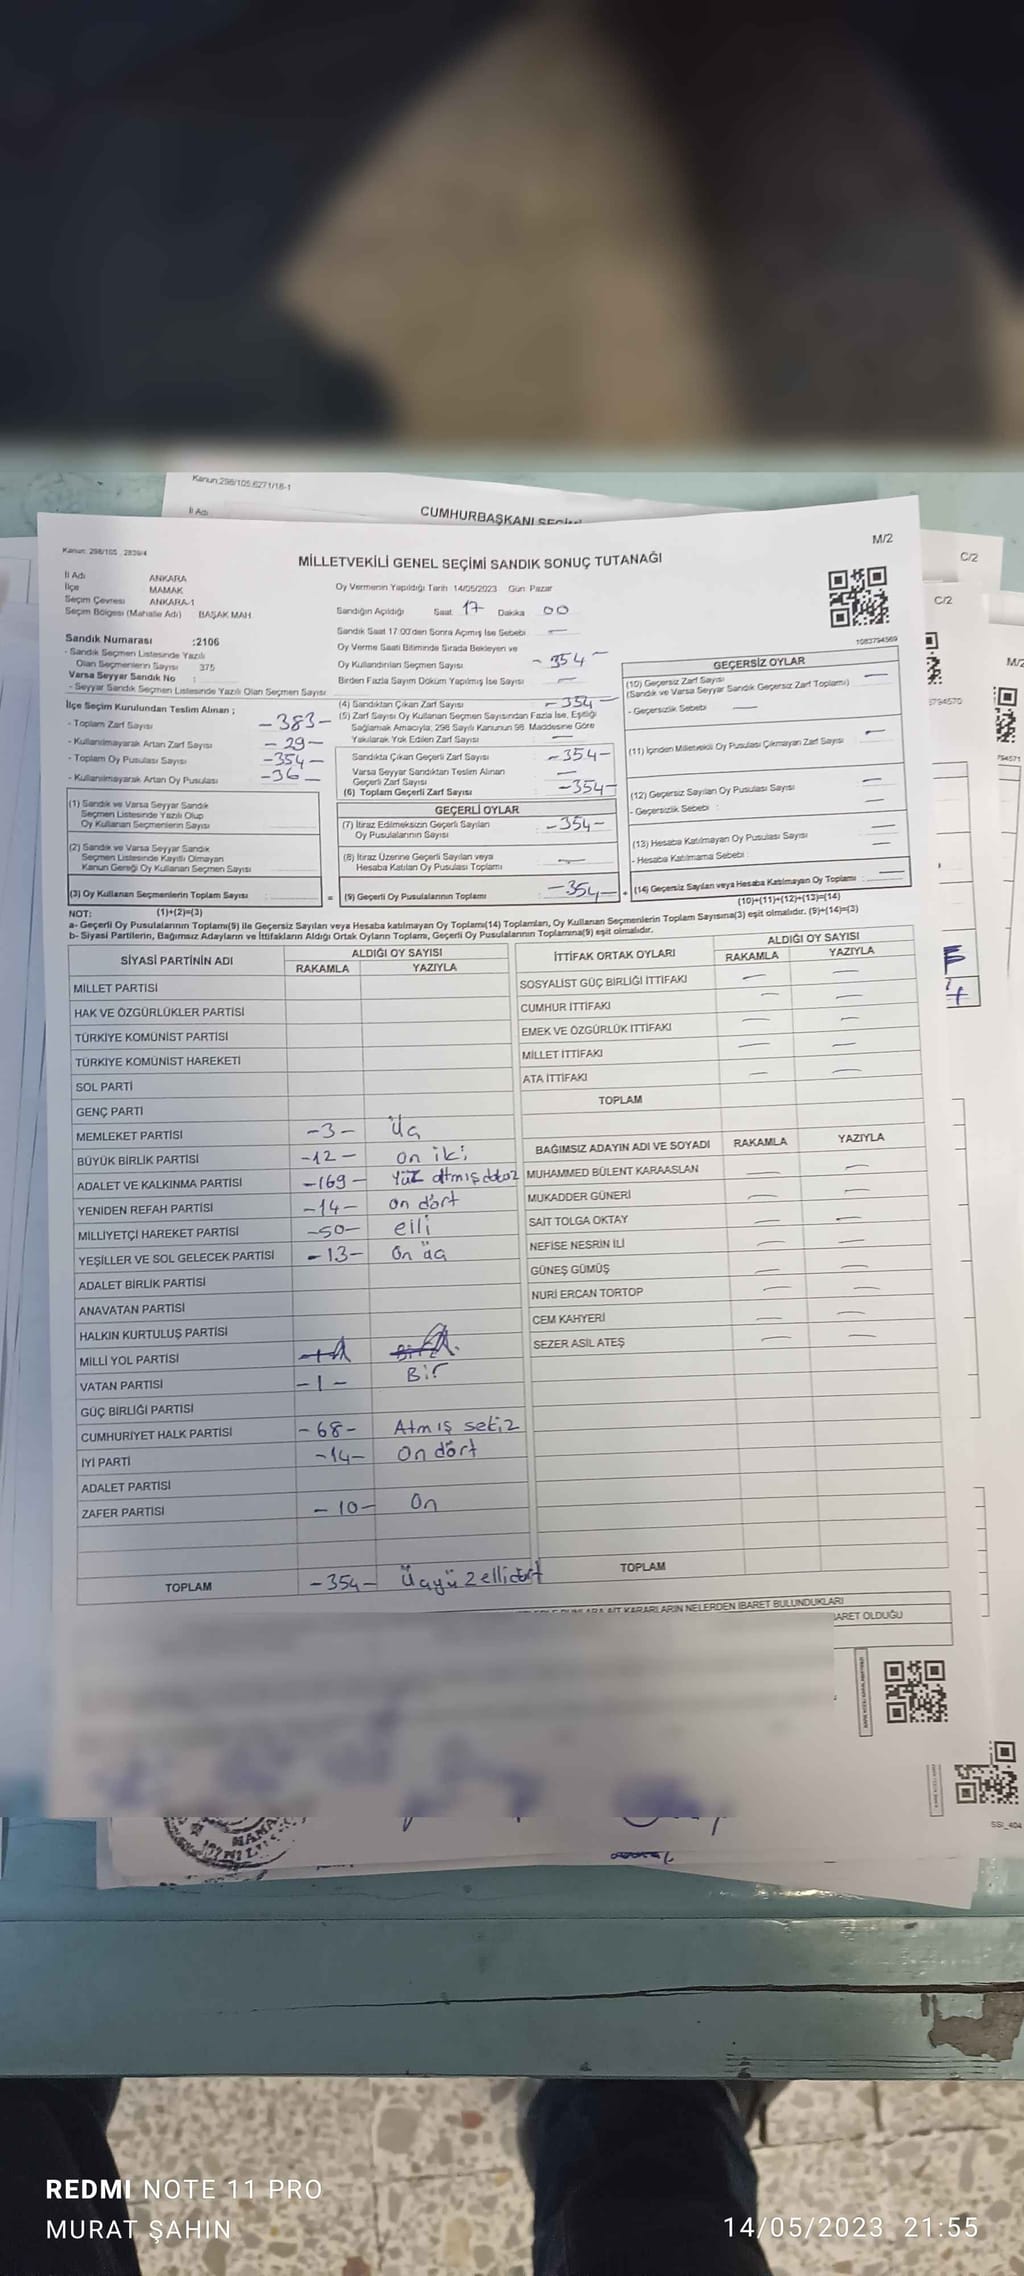 Kanun:298/105.6271/18-1
İl Adı
CUMHURBAŞKANI
C/2
C/2
M/2
Kanun: 298/105 . 2839/4
MİLLETVEKİLİ GENEL SEÇİMİ SANDIK SONUÇ TUTANAĞI
M/2
İl Adı ANKARA
İlçe MAMAK
Seçim Çevresi ANKARA-1
Seçim Bölgesi (Mahalle Adı) : BAŞAK MAH
Oy Vermenin Yapıldığı Tarih 14/05/2023 Gün Pazar
Sandığın Açıldığı Saat 17 Dakika 00
Sandık Saat 17:00'den Sonra Açmış İse Sebebi —
Oy Verme Saati Bitiminde Sırada Bekleyen ve
Oy Kullandırılan Seçmen Sayısı - 354 -
Birden Fazla Sayım Döküm Yapılmış İse Sayısı —
1083794569
Sandık Numarası :2106
- Sandık Seçmen Listesinde Yazılı
Olan Seçmenlerin Sayısı 375
Varsa Seyyar Sandık No :
- Seyyar Sandık Seçmen Listesinde Yazılı Olan Seçmen Sayısı
İlçe Seçim Kurulundan Teslim Alınan ;
- Toplam Zarf Sayısı -383-
- Kullanılmayarak Artan Zarf Sayısı - 29 -
- Toplam Oy Pusulası Sayısı -354-
- Kullanılmayarak Artan Oy Pusulası -36-
(1) Sandık ve Varsa Seyyar Sandık
Seçmen Listesinde Yazılı Olup
Oy Kullanan Seçmenlerin Sayısı :
(2) Sandık ve Varsa Seyyar Sandık
Seçmen Listesinde Kayıtlı Olmayan
Kanun Gereği Oy Kullanan Seçmen Sayısı :
(3) Oy Kullanan Seçmenlerin Toplam Sayısı :
(4) Sandıktan Çıkan Zarf Sayısı - 354 -
(5) Zarf Sayısı Oy Kullanan Seçmen Sayısından Fazla İse, Eşitliği
Sağlamak Amacıyla; 298 Sayılı Kanunun 98. Maddesine Göre
Yakılarak Yok Edilen Zarf Sayısı —
Sandıkta Çıkan Geçerli Zarf Sayısı -354-
Varsa Seyyar Sandıktan Teslim Alınan
Geçerli Zarf Sayısı —
(6) Toplam Geçerli Zarf Sayısı -354-
GEÇERLİ OYLAR
(7) İtiraz Edilmeksizin Geçerli Sayılan
Oy Pusulalarının Sayısı -354-
(8) İtiraz Üzerine Geçerli Sayılan veya
Hesaba Katılan Oy Pusulası Toplamı —
= (9) Geçerli Oy Pusulalarının Toplamı -354- +
GEÇERSİZ OYLAR
(10) Geçersiz Zarf Sayısı —
(Sandık ve Varsa Seyyar Sandık Geçersiz Zarf Toplamı)
- Geçersizlik Sebebi —
(11) İçinden Milletvekili Oy Pusulası Çıkmayan Zarf Sayısı —
(12) Geçersiz Sayılan Oy Pusulası Sayısı —
- Geçersizlik Sebebi : —
(13) Hesaba Katılmayan Oy Pusulası Sayısı —
- Hesaba Katılmama Sebebi : —
(14) Geçersiz Sayılan veya Hesaba Katılmayan Oy Toplamı : —
(10)+(11)+(12)+(13)=(14)
NOT: (1)+(2)=(3)
a- Geçerli Oy Pusulalarının Toplamı(9) ile Geçersiz Sayılan veya Hesaba katılmayan Oy Toplamı(14) Toplamları, Oy Kullanan Seçmenlerin Toplam Sayısına(3) eşit olmalıdır. (9)+(14)=(3)
b- Siyasi Partilerin, Bağımsız Adayların ve İttifakların Aldığı Ortak Oyların Toplamı, Geçerli Oy Pusulalarının Toplamına(9) eşit olmalıdır.
SİYASİ PARTİNİN ADI ALDIĞI OY SAYISI
RAKAMLA YAZIYLA
MİLLET PARTİSİ
HAK VE ÖZGÜRLÜKLER PARTİSİ
TÜRKİYE KOMÜNİST PARTİSİ
TÜRKİYE KOMÜNİST HAREKETİ
SOL PARTİ
GENÇ PARTİ
MEMLEKET PARTİSİ -3- Üç
BÜYÜK BİRLİK PARTİSİ -12- on iki
ADALET VE KALKINMA PARTİSİ -169- Yüz atmış dokuz
YENİDEN REFAH PARTİSİ -14- on dört
MİLLİYETÇİ HAREKET PARTİSİ -50- elli
YEŞİLLER VE SOL GELECEK PARTİSİ -13- On üç
ADALET BİRLİK PARTİSİ
ANAVATAN PARTİSİ
HALKIN KURTULUŞ PARTİSİ
MİLLİ YOL PARTİSİ
VATAN PARTİSİ -1- Bir
GÜÇ BİRLİĞİ PARTİSİ
CUMHURİYET HALK PARTİSİ -68- Atmış sekiz
İYİ PARTİ -14- On dört
ADALET PARTİSİ
ZAFER PARTİSİ -10- On
TOPLAM -354- Üçyüzellidört
İTTİFAK ORTAK OYLARI ALDIĞI OY SAYISI
RAKAMLA YAZIYLA
SOSYALİST GÜÇ BİRLİĞİ İTTİFAKI — —
CUMHUR İTTİFAKI — —
EMEK VE ÖZGÜRLÜK İTTİFAKI — —
MİLLET İTTİFAKI — —
ATA İTTİFAKI — —
TOPLAM
BAĞIMSIZ ADAYIN ADI VE SOYADI RAKAMLA YAZIYLA
MUHAMMED BÜLENT KARAASLAN — —
MUKADDER GÜNERİ — —
SAİT TOLGA OKTAY — —
NEFİSE NESRİN İLİ — —
GÜNEŞ GÜMÜŞ — —
NURİ ERCAN TORTOP — —
CEM KAHYERİ — —
SEZER ASİL ATEŞ — —
TOPLAM
KARARLARIN NELERDEN İBARET BULUNDUKLARI
İBARET OLDUĞU
MAMAK
SSİ_404
REDMI NOTE 11 PRO
MURAT ŞAHIN
14/05/2023 21:55